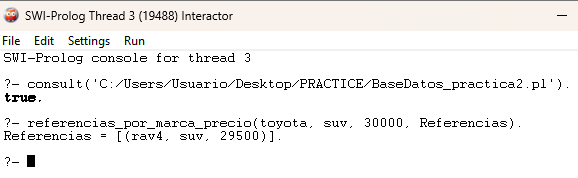 SWI-Prolog Thread 3 (19488) Interactor
File Edit Settings Run
SWI-Prolog console for thread 3
?- consult('C:/Users/Usuario/Desktop/PRACTICE/BaseDatos_practica2.pl').
true.
?- referencias_por_marca_precio(toyota, suv, 30000, Referencias).
Referencias = [(rav4, suv, 29500)].
?-